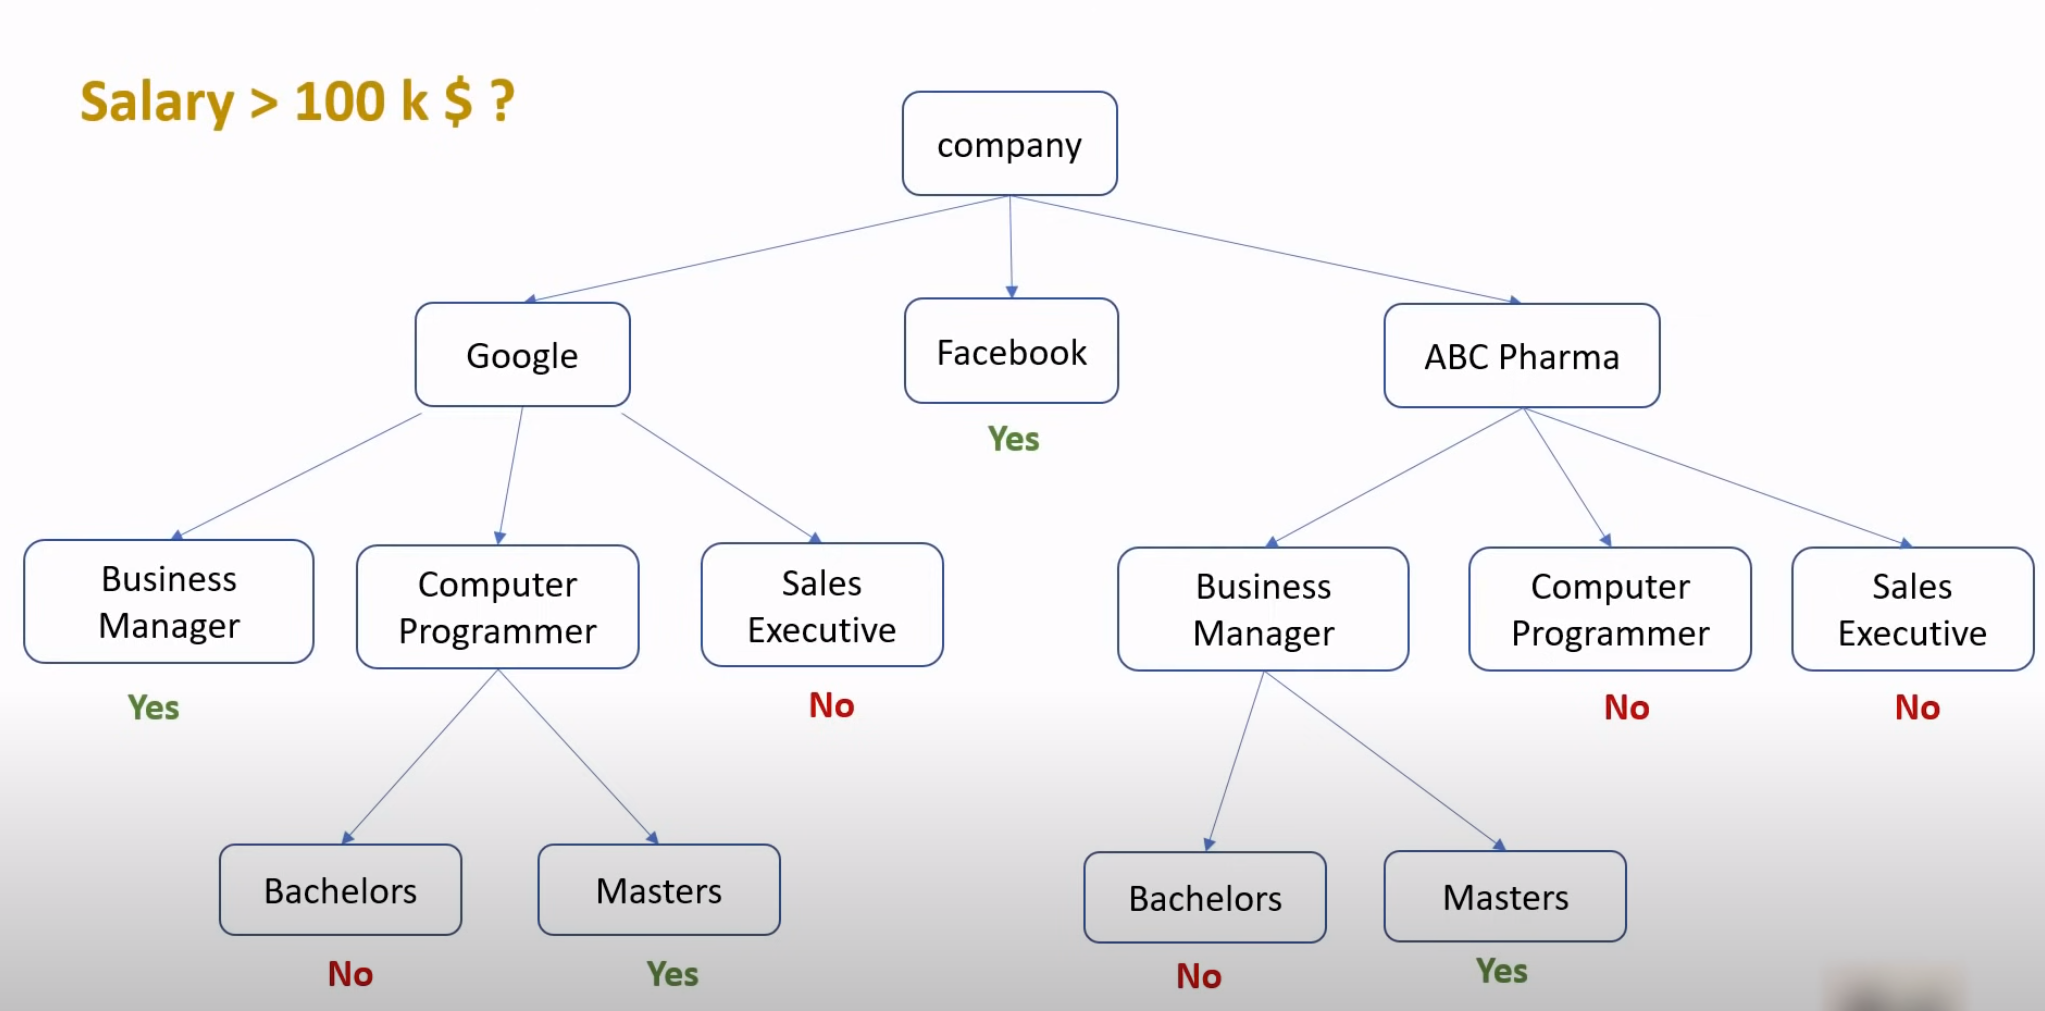 Salary > 100 k $ ?
company
Google
Facebook
ABC Pharma
Yes
Business
Manager
Computer
Programmer
Sales
Executive
Business
Manager
Computer
Programmer
Sales
Executive
Yes
No
No
No
Bachelors
Masters
Bachelors
Masters
No
Yes
No
Yes